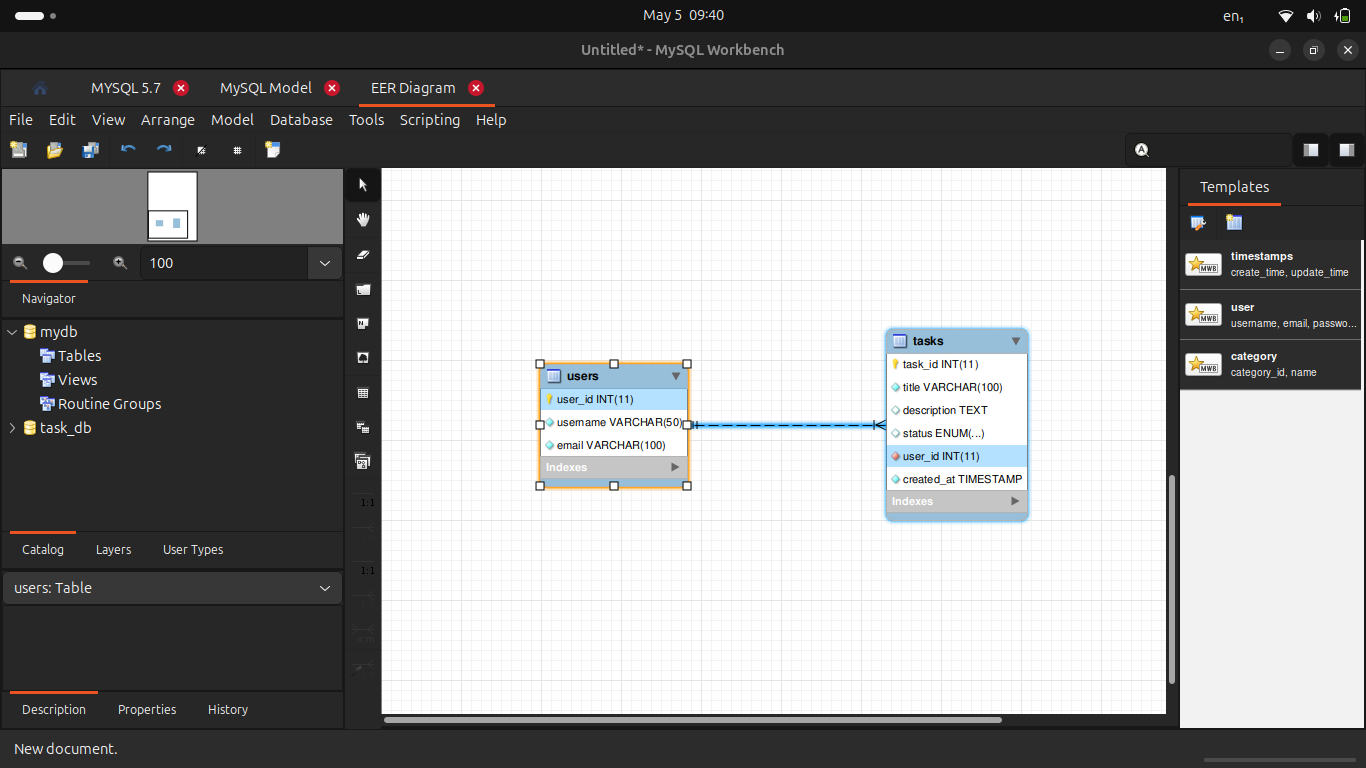 May 5 09:40
en₁
Untitled* - MySQL Workbench
MYSQL 5.7
MySQL Model
EER Diagram
File Edit View Arrange Model Database Tools Scripting Help
100
Navigator
mydb
Tables
Views
Routine Groups
task_db
Catalog Layers User Types
users: Table
Description Properties History
New document.
1:1
1:1
users
user_id INT(11)
username VARCHAR(50)
email VARCHAR(100)
Indexes
tasks
task_id INT(11)
title VARCHAR(100)
description TEXT
status ENUM(...)
user_id INT(11)
created_at TIMESTAMP
Indexes
Templates
timestamps
create_time, update_time
user
username, email, passwo...
category
category_id, name